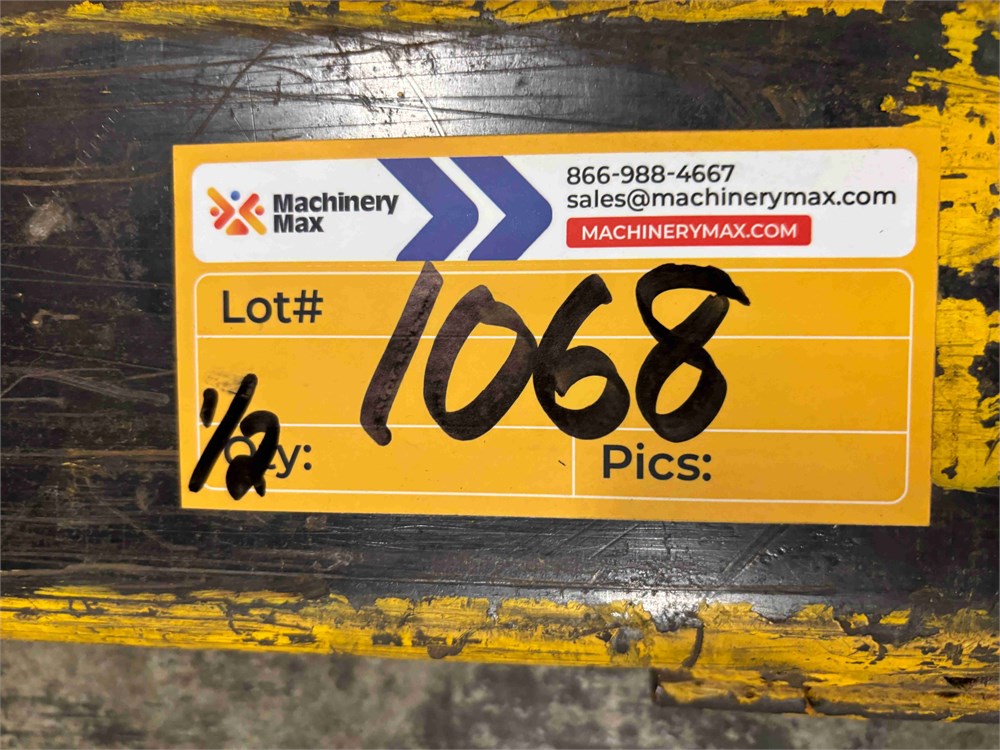 Machinery
Max
866-988-4667
sales@machinerymax.com
MACHINERYMAX.COM
Lot# 1068
1/2
Qty:
Pics: